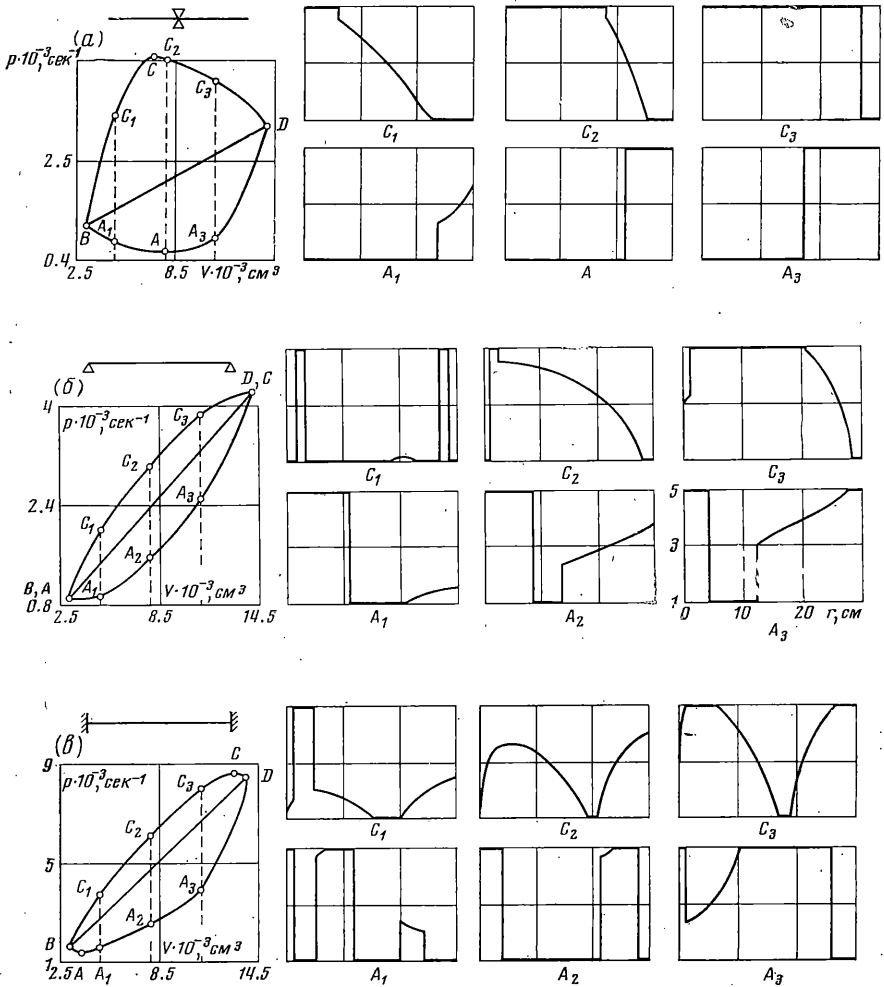 (а)
p·10⁻³, сек⁻¹
C
C₂
C₁
C₃
D
2.5
B
A₁
A
A₃
0.4
2.5
8.5
V·10⁻³, см³
C₁
C₂
C₃
A₁
A
A₃
(б)
D, C
4
p·10⁻³, сек⁻¹
C₃
C₂
2.4
A₃
C₁
A₂
B, A
A₁
V·10⁻³, см³
0.8
2.5
8.5
14.5
C₁
C₂
C₃
5
3
1
0
10
20
r, см
A₁
A₂
A₃
(в)
9
C
D
p·10⁻³, сек⁻¹
C₃
C₂
5
C₁
A₃
A₂
B
V·10⁻³, см³
1
2.5
A
A₁
8.5
14.5
C₁
C₂
C₃
A₁
A₂
A₃